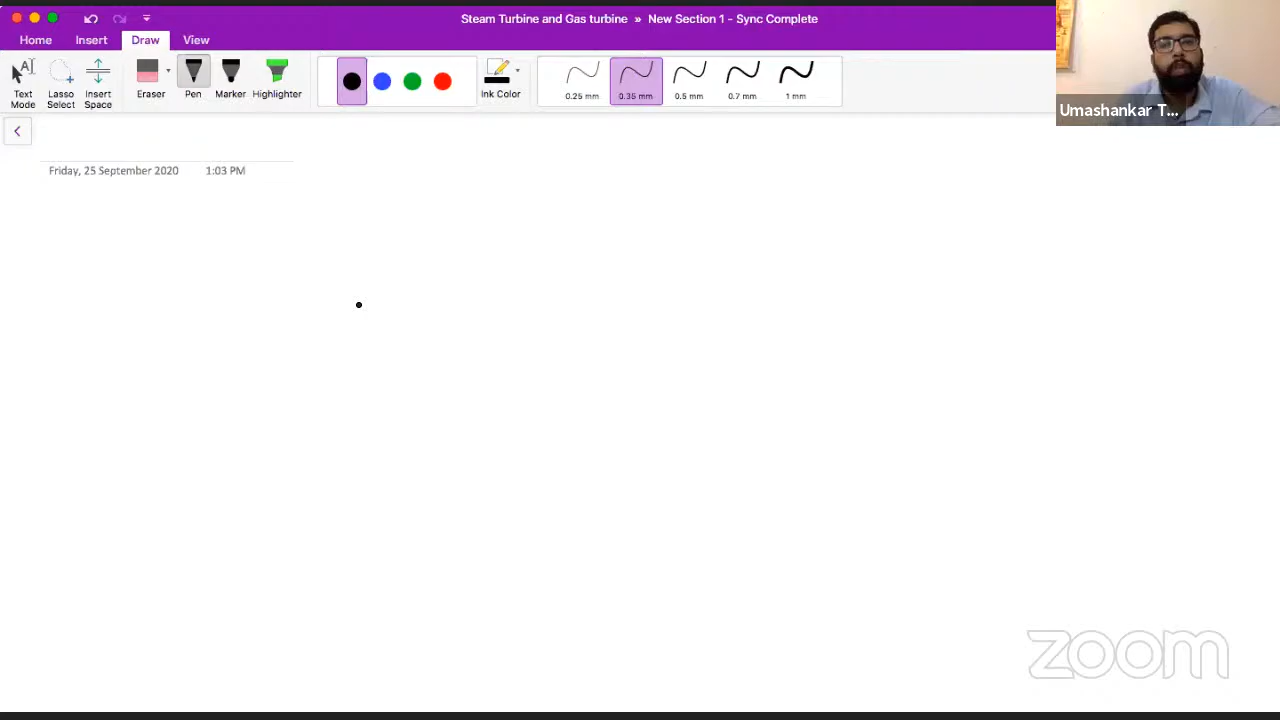 Steam Turbine and Gas turbine » New Section 1 - Sync Complete
Home Insert Draw View
Text Mode
Lasso Select
Insert Space
Eraser
Pen
Marker
Highlighter
Ink Color
0.25 mm
0.35 mm
0.5 mm
0.7 mm
1 mm
Umashankar T...
Friday, 25 September 2020 1:03 PM
zoom